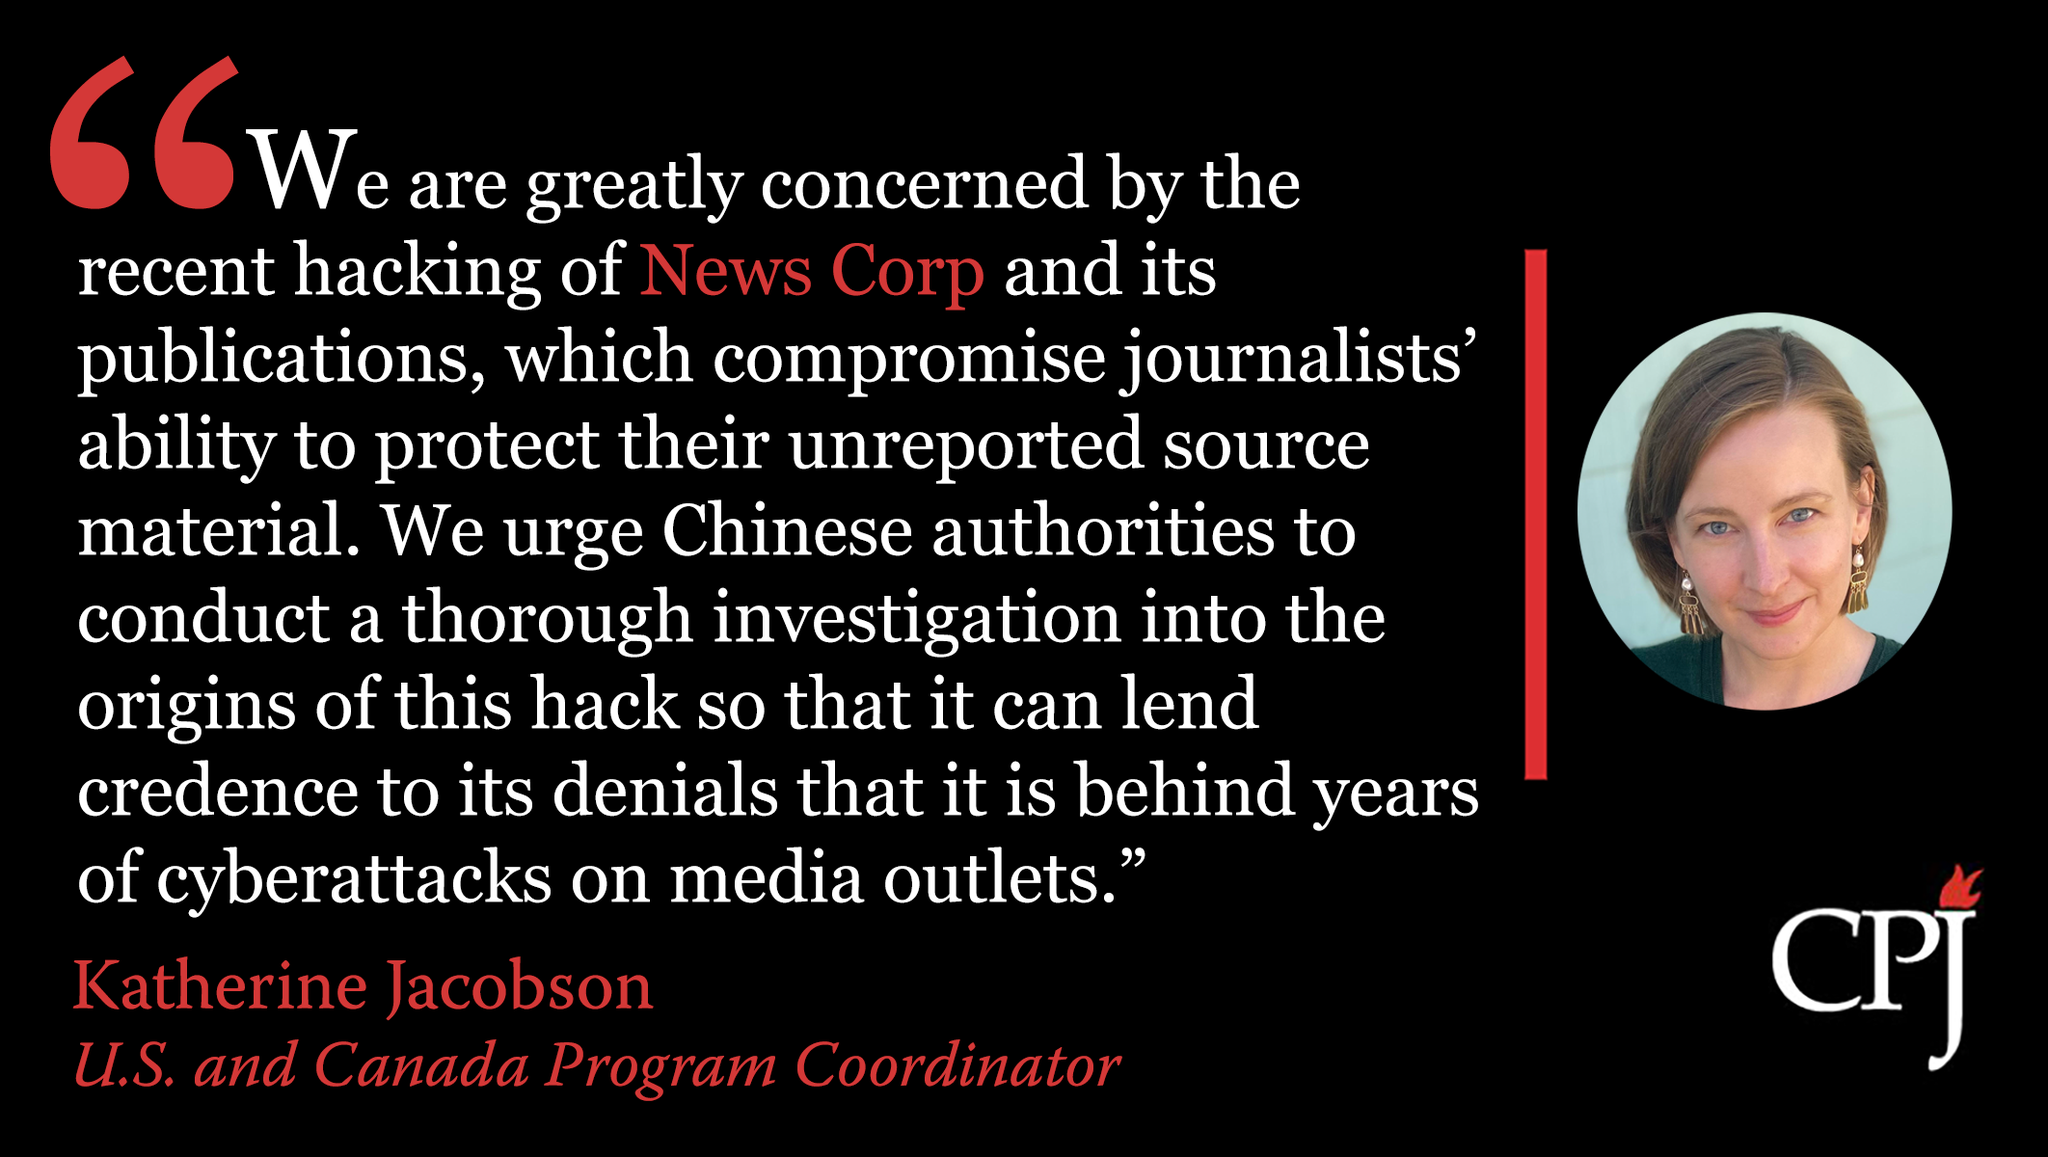 “We are greatly concerned by the
recent hacking of News Corp and its
publications, which compromise journalists’
ability to protect their unreported source
material. We urge Chinese authorities to
conduct a thorough investigation into the
origins of this hack so that it can lend
credence to its denials that it is behind years
of cyberattacks on media outlets.”
Katherine Jacobson
U.S. and Canada Program Coordinator
CPJ